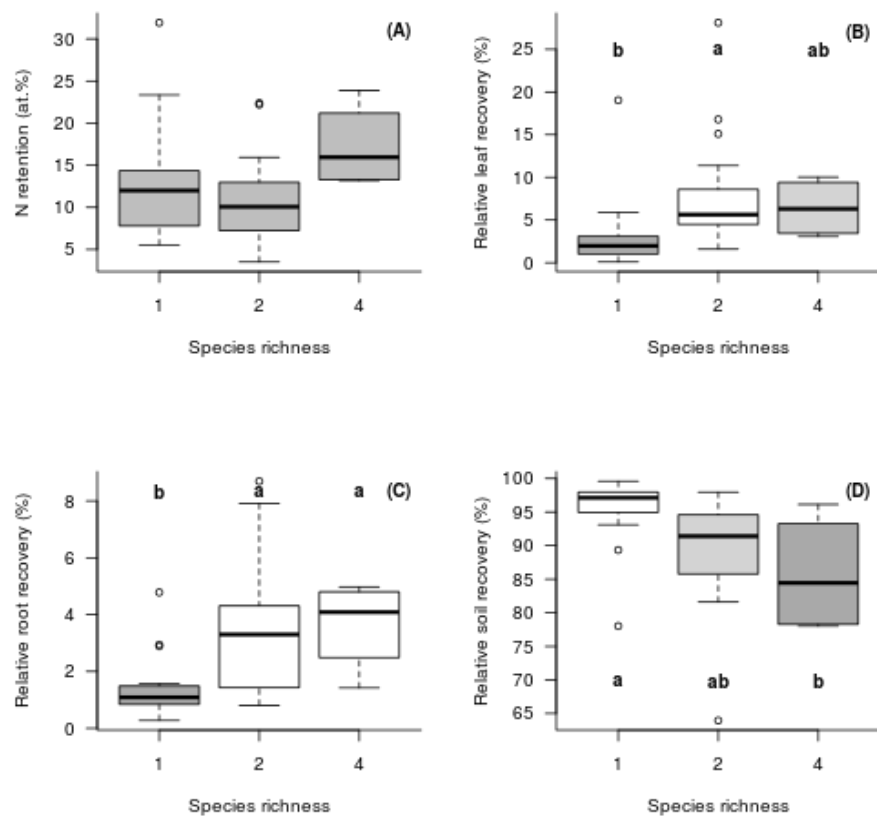 (A)
N retention (at.%)
30
25
20
15
10
5
1 2 4
Species richness
(B)
Relative leaf recovery (%)
25
20
15
10
5
0
b a ab
1 2 4
Species richness
(C)
Relative root recovery (%)
8
6
4
2
0
b a a
1 2 4
Species richness
(D)
Relative soil recovery (%)
100
95
90
85
80
75
70
65
a ab b
1 2 4
Species richness